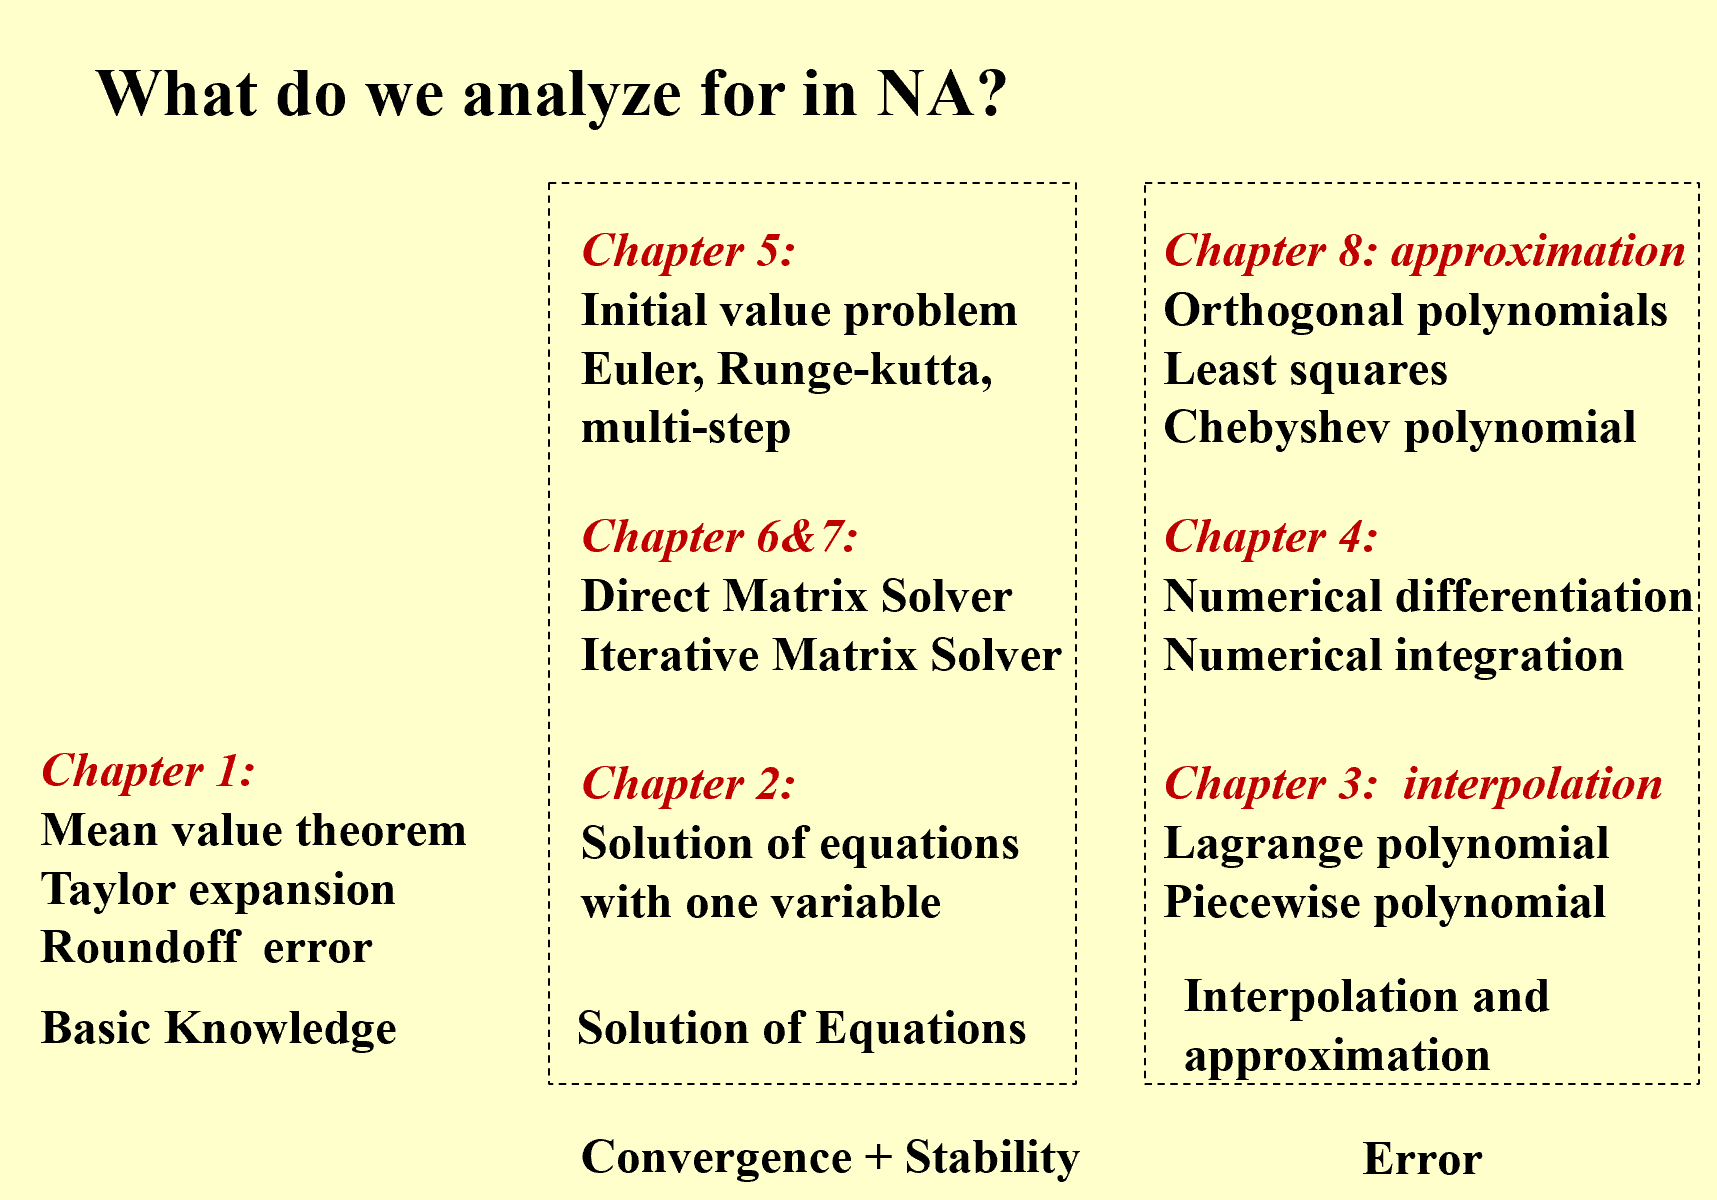 What do we analyze for in NA?
Chapter 1:
Mean value theorem
Taylor expansion
Roundoff error
Basic Knowledge
Chapter 5:
Initial value problem
Euler, Runge-kutta,
multi-step
Chapter 6&7:
Direct Matrix Solver
Iterative Matrix Solver
Chapter 2:
Solution of equations
with one variable
Solution of Equations
Convergence + Stability
Chapter 8: approximation
Orthogonal polynomials
Least squares
Chebyshev polynomial
Chapter 4:
Numerical differentiation
Numerical integration
Chapter 3: interpolation
Lagrange polynomial
Piecewise polynomial
Interpolation and
approximation
Error